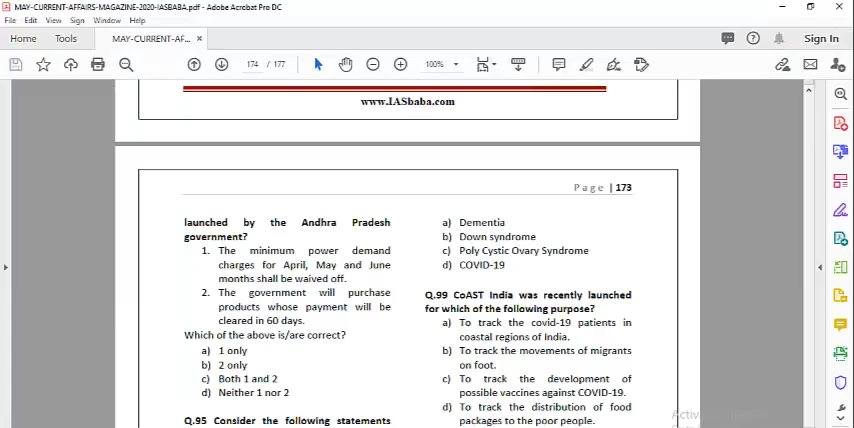 MAY-CURRENT-AFFAIRS-MAGAZINE-2020-IASBABA.pdf - Adobe Acrobat Pro DC
File Edit View Sign Window Help
Home Tools MAY-CURRENT-AF... × Sign In
174 / 177 100%
www.IASbaba.com
Page | 173
launched by the Andhra Pradesh
government?
1. The minimum power demand
charges for April, May and June
months shall be waived off.
2. The government will purchase
products whose payment will be
cleared in 60 days.
Which of the above is/are correct?
a) 1 only
b) 2 only
c) Both 1 and 2
d) Neither 1 nor 2
Q.95 Consider the following statements
a) Dementia
b) Down syndrome
c) Poly Cystic Ovary Syndrome
d) COVID-19
Q.99 CoAST India was recently launched
for which of the following purpose?
a) To track the covid-19 patients in
coastal regions of India.
b) To track the movements of migrants
on foot.
c) To track the development of
possible vaccines against COVID-19.
d) To track the distribution of food
packages to the poor people.